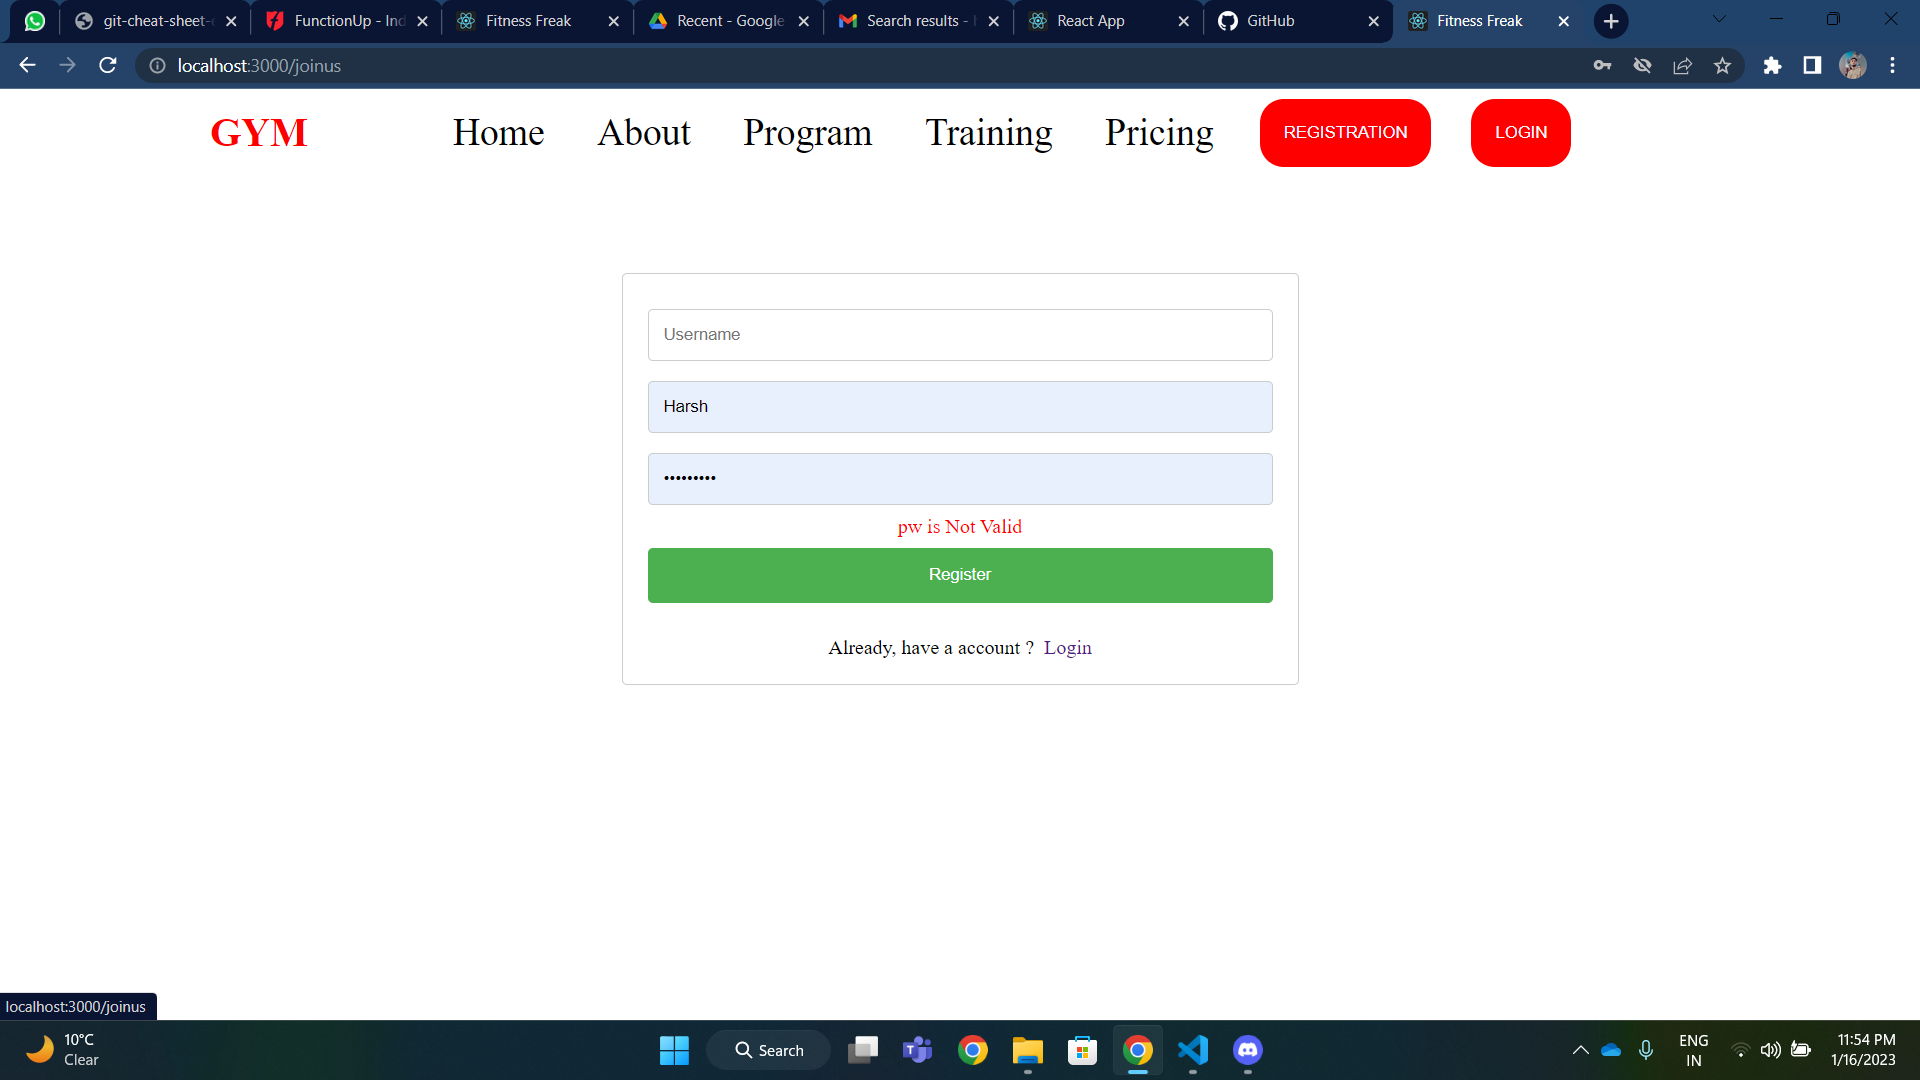 git-cheat-sheet-e
FunctionUp - Ind
Fitness Freak
Recent - Google
Search results - h
React App
GitHub
Fitness Freak
localhost:3000/joinus
GYM
Home
About
Program
Training
Pricing
REGISTRATION
LOGIN
Username
Harsh
•••••••••
pw is Not Valid
Register
Already, have a account ? Login
localhost:3000/joinus
10°C
Clear
Search
ENG
IN
11:54 PM
1/16/2023